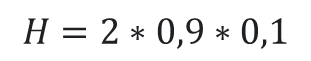 H = 2 * 0,9 * 0,1